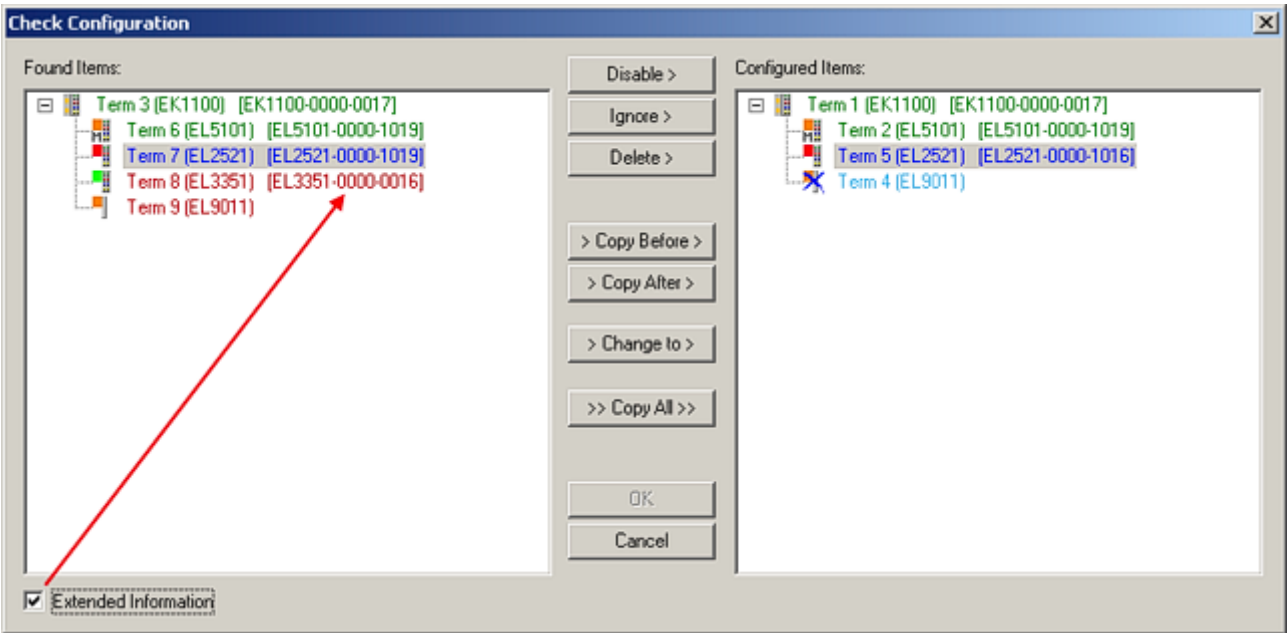 Check Configuration
Found Items:
Term 3 (EK1100) [EK1100-0000-0017]
Term 6 (EL5101) [EL5101-0000-1019]
Term 7 (EL2521) [EL2521-0000-1019]
Term 8 (EL3351) [EL3351-0000-0016]
Term 9 (EL9011)
Disable >
Ignore >
Delete >
> Copy Before >
> Copy After >
> Change to >
>> Copy All >>
OK
Cancel
Configured Items:
Term 1 (EK1100) [EK1100-0000-0017]
Term 2 (EL5101) [EL5101-0000-1019]
Term 5 (EL2521) [EL2521-0000-1016]
Term 4 (EL9011)
Extended Information